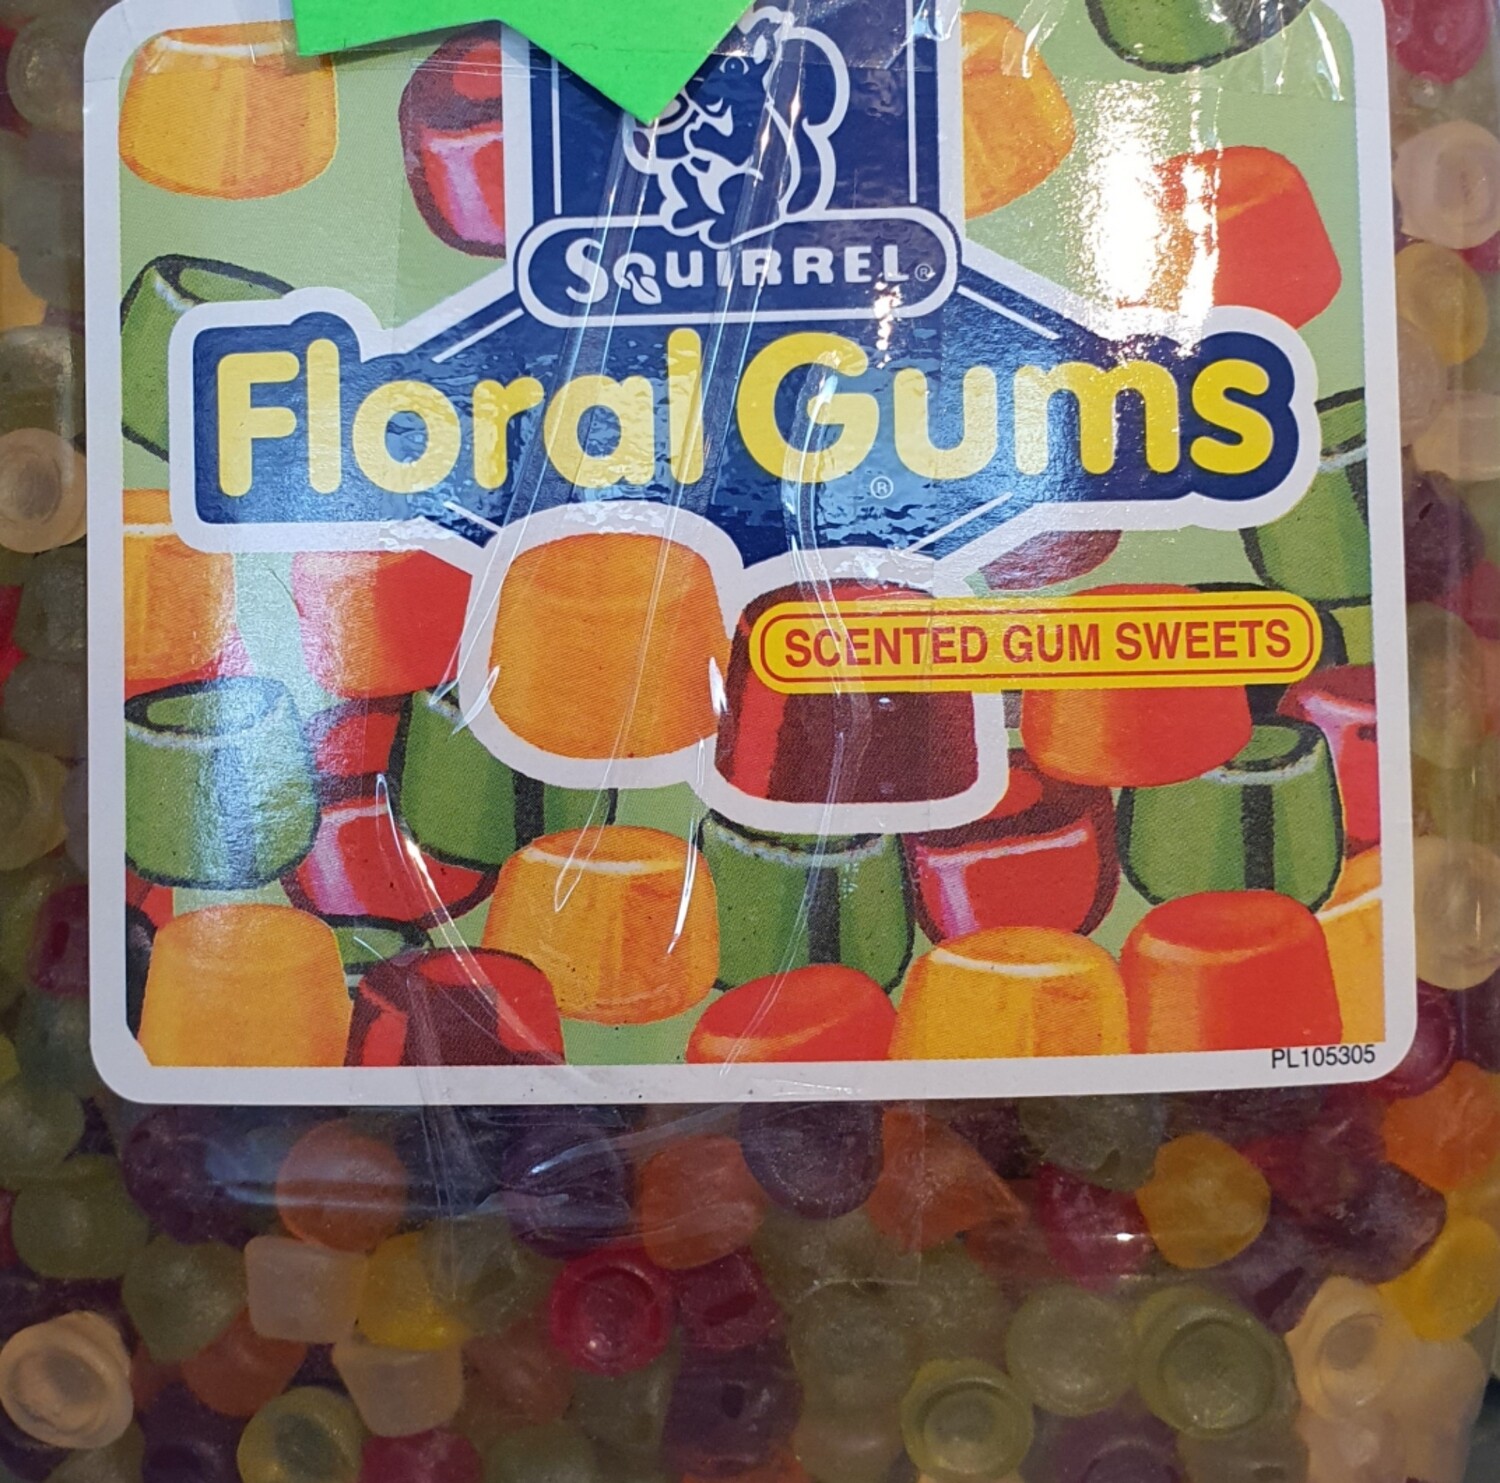 SQUIRREL®
Floral Gums®
SCENTED GUM SWEETS
PL105305